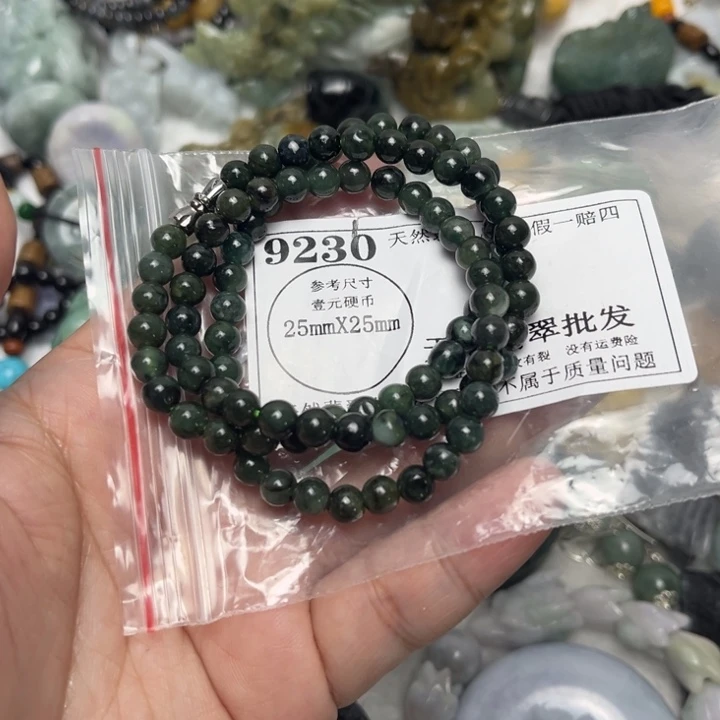 9230 天然
假一赔四
参考尺寸
壹元硬币
25mmX25mm
翠批发
没有裂 没有运费险
不属于质量问题